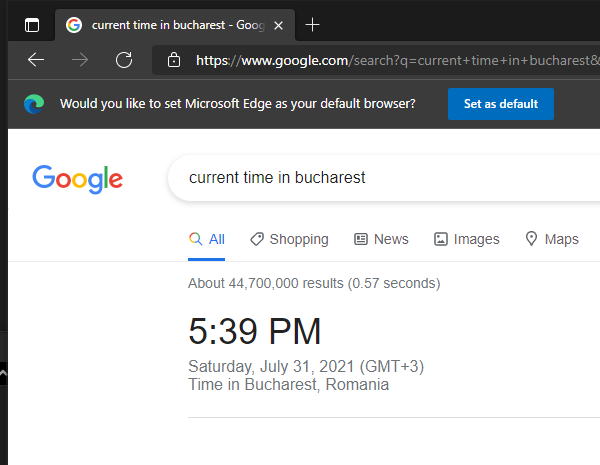 current time in bucharest - Goog
https://www.google.com/search?q=current+time+in+bucharest&
Would you like to set Microsoft Edge as your default browser? Set as default
Google current time in bucharest
All Shopping News Images Maps
About 44,700,000 results (0.57 seconds)
5:39 PM
Saturday, July 31, 2021 (GMT+3)
Time in Bucharest, Romania